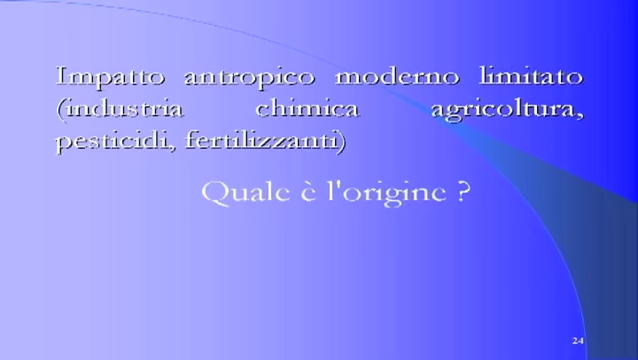 Impatto antropico moderno limitato
(industria chimica agricoltura,
pesticidi, fertilizzanti)
Quale è l'origine ?
24